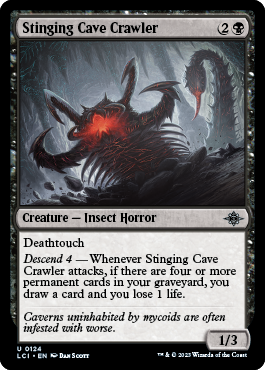 Stinging Cave Crawler 2
Creature — Insect Horror
Deathtouch
Descend 4 — Whenever Stinging Cave
Crawler attacks, if there are four or more
permanent cards in your graveyard, you
draw a card and you lose 1 life.
Caverns uninhabited by mycoids are often
infested with worse.
1/3
U 0124
LCI • EN DAN SCOTT
™ & © 2023 Wizards of the Coast